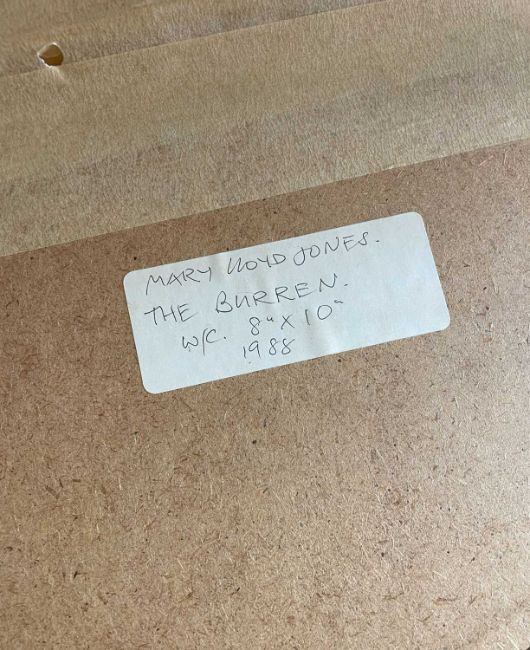 MARY LLOYD JONES.
THE BURREN.
W/C. 8" X 10"
1988